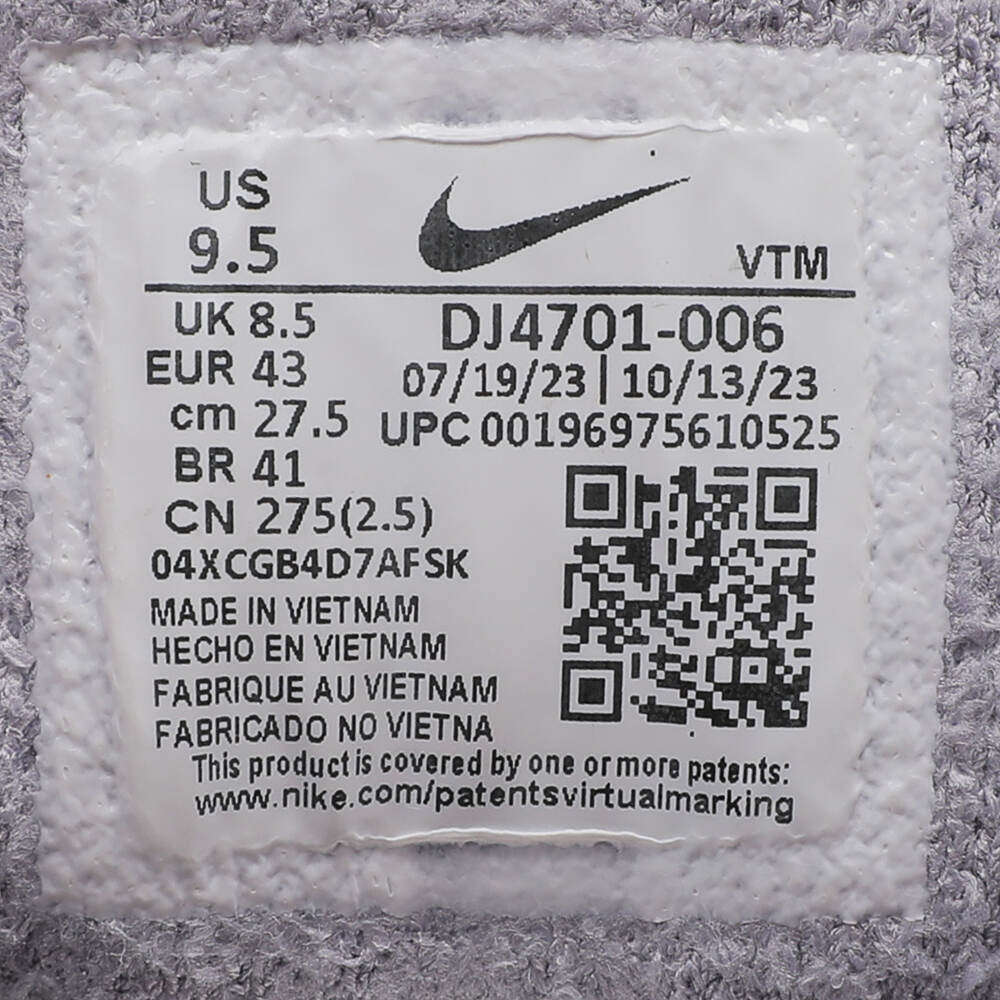 US
9.5
VTM
UK 8.5
EUR 43
cm 27.5
BR 41
CN 275(2.5)
DJ4701-006
07/19/23 | 10/13/23
UPC 00196975610525
04XCGB4D7AFSK
MADE IN VIETNAM
HECHO EN VIETNAM
FABRIQUE AU VIETNAM
FABRICADO NO VIETNA
This product is covered by one or more patents:
www.nike.com/patentsvirtualmarking